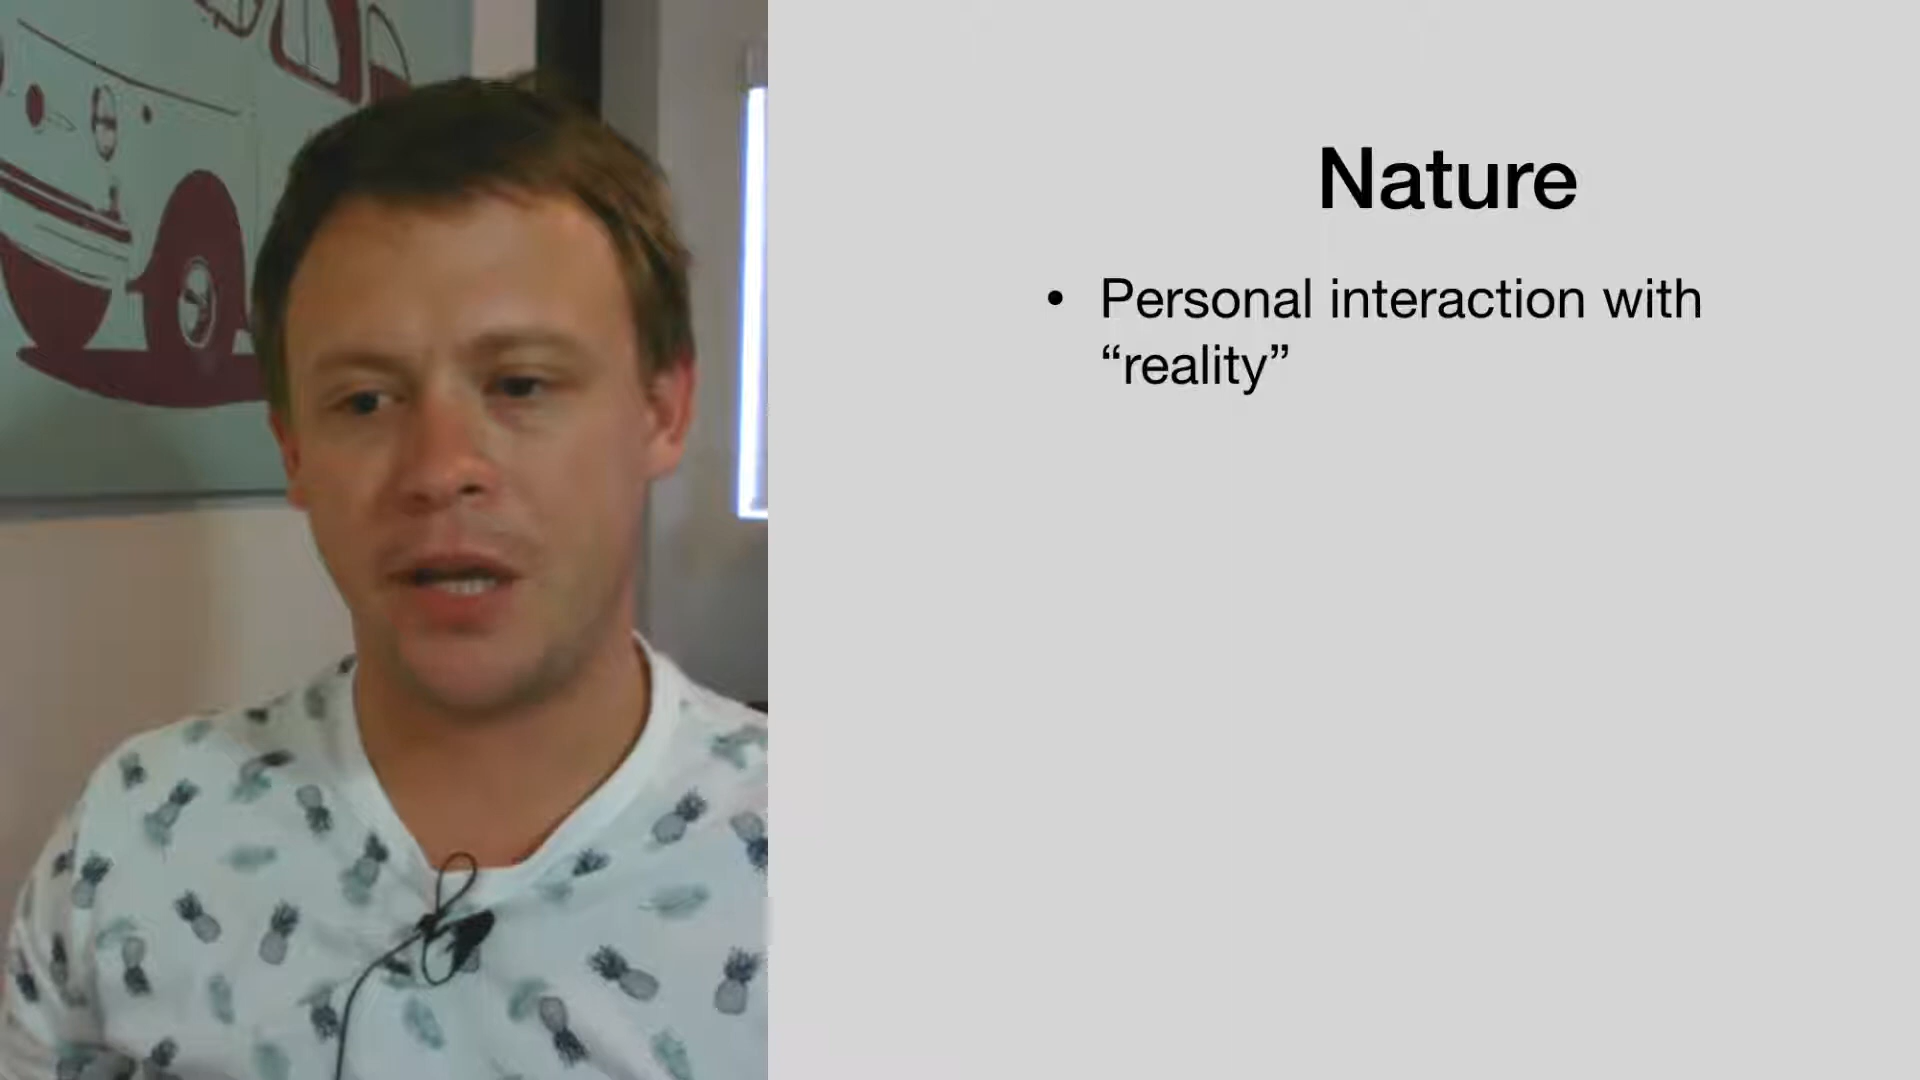 Nature
• Personal interaction with
“reality”